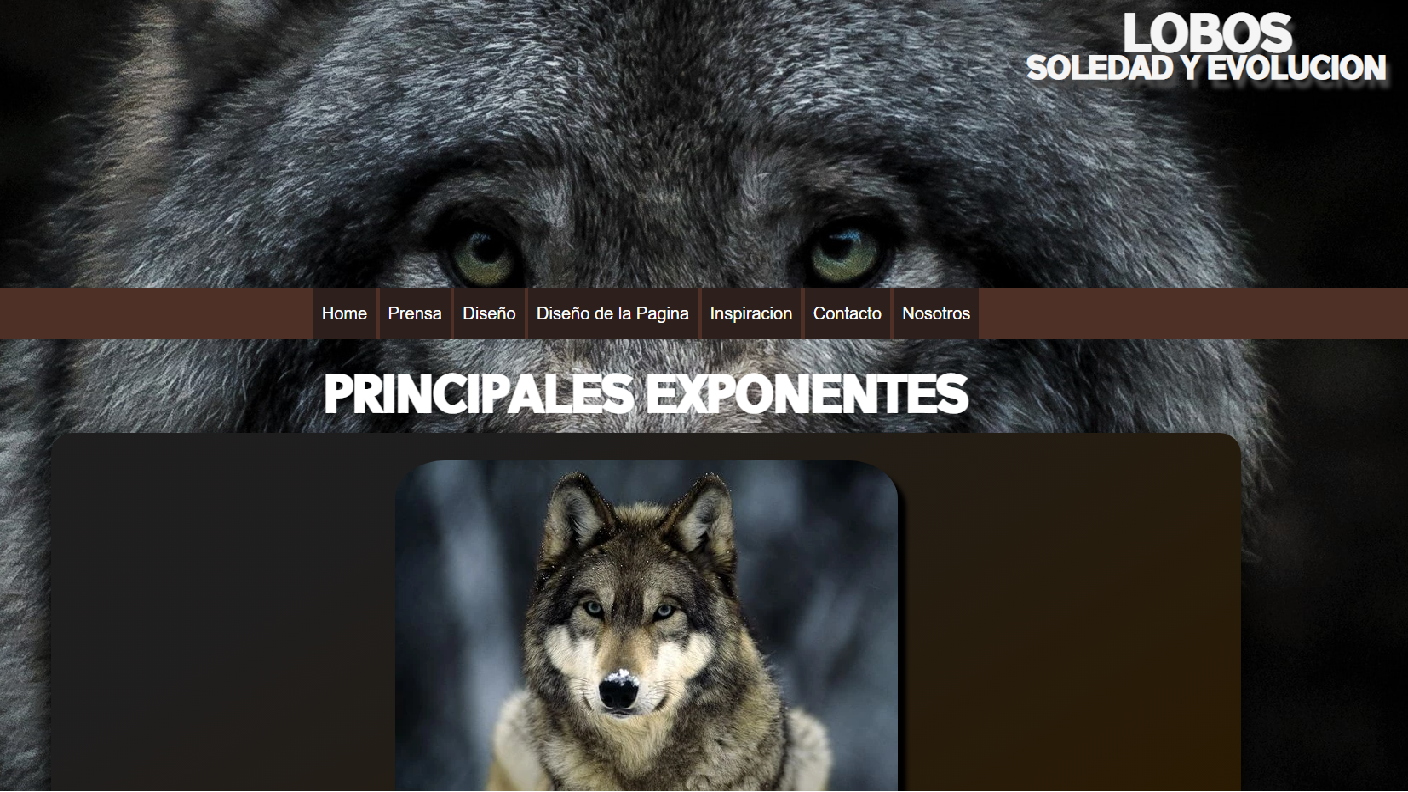 LOBOS
SOLEDAD Y EVOLUCION
Home Prensa Diseño Diseño de la Pagina Inspiracion Contacto Nosotros
PRINCIPALES EXPONENTES